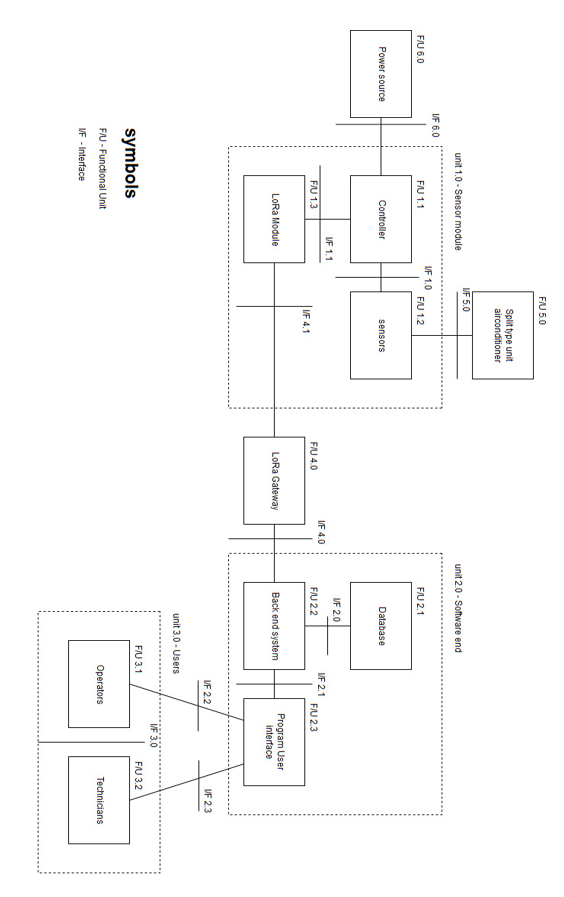 F/U 6.0
Power source
I/F 6.0
unit 1.0 - Sensor module
F/U 1.1
Controller
I/F 1.0
F/U 1.2
sensors
F/U 1.3
LoRa Module
I/F 1.1
F/U 5.0
Split type unit
airconditioner
I/F 5.0
I/F 4.1
F/U 4.0
LoRa Gateway
I/F 4.0
unit 2.0 - Software end
F/U 2.1
Database
I/F 2.0
F/U 2.2
Back end system
I/F 2.1
F/U 2.3
Program User
interface
unit 3.0 - Users
I/F 2.2
F/U 3.1
Operators
I/F 3.0
I/F 2.3
F/U 3.2
Technicians
symbols
F/U - Functional Unit
I/F - Interface